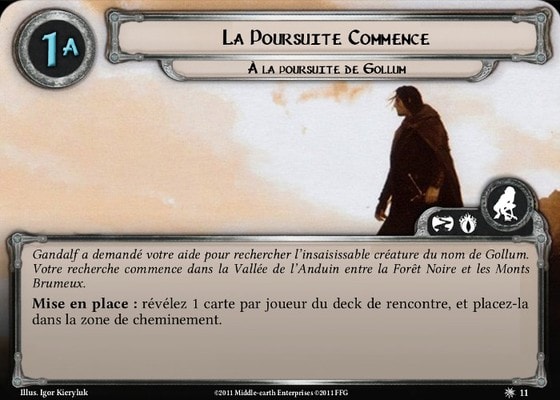 1A
La Poursuite Commence
À la poursuite de Gollum
Gandalf a demandé votre aide pour rechercher l'insaisissable créature du nom de Gollum.
Votre recherche commence dans la Vallée de l'Anduin entre la Forêt Noire et les Monts
Brumeux.
Mise en place : révélez 1 carte par joueur du deck de rencontre, et placez-la
dans la zone de cheminement.
Illus. Igor Kieryluk
©2011 Middle-earth Enterprises ©2011 FFG
11